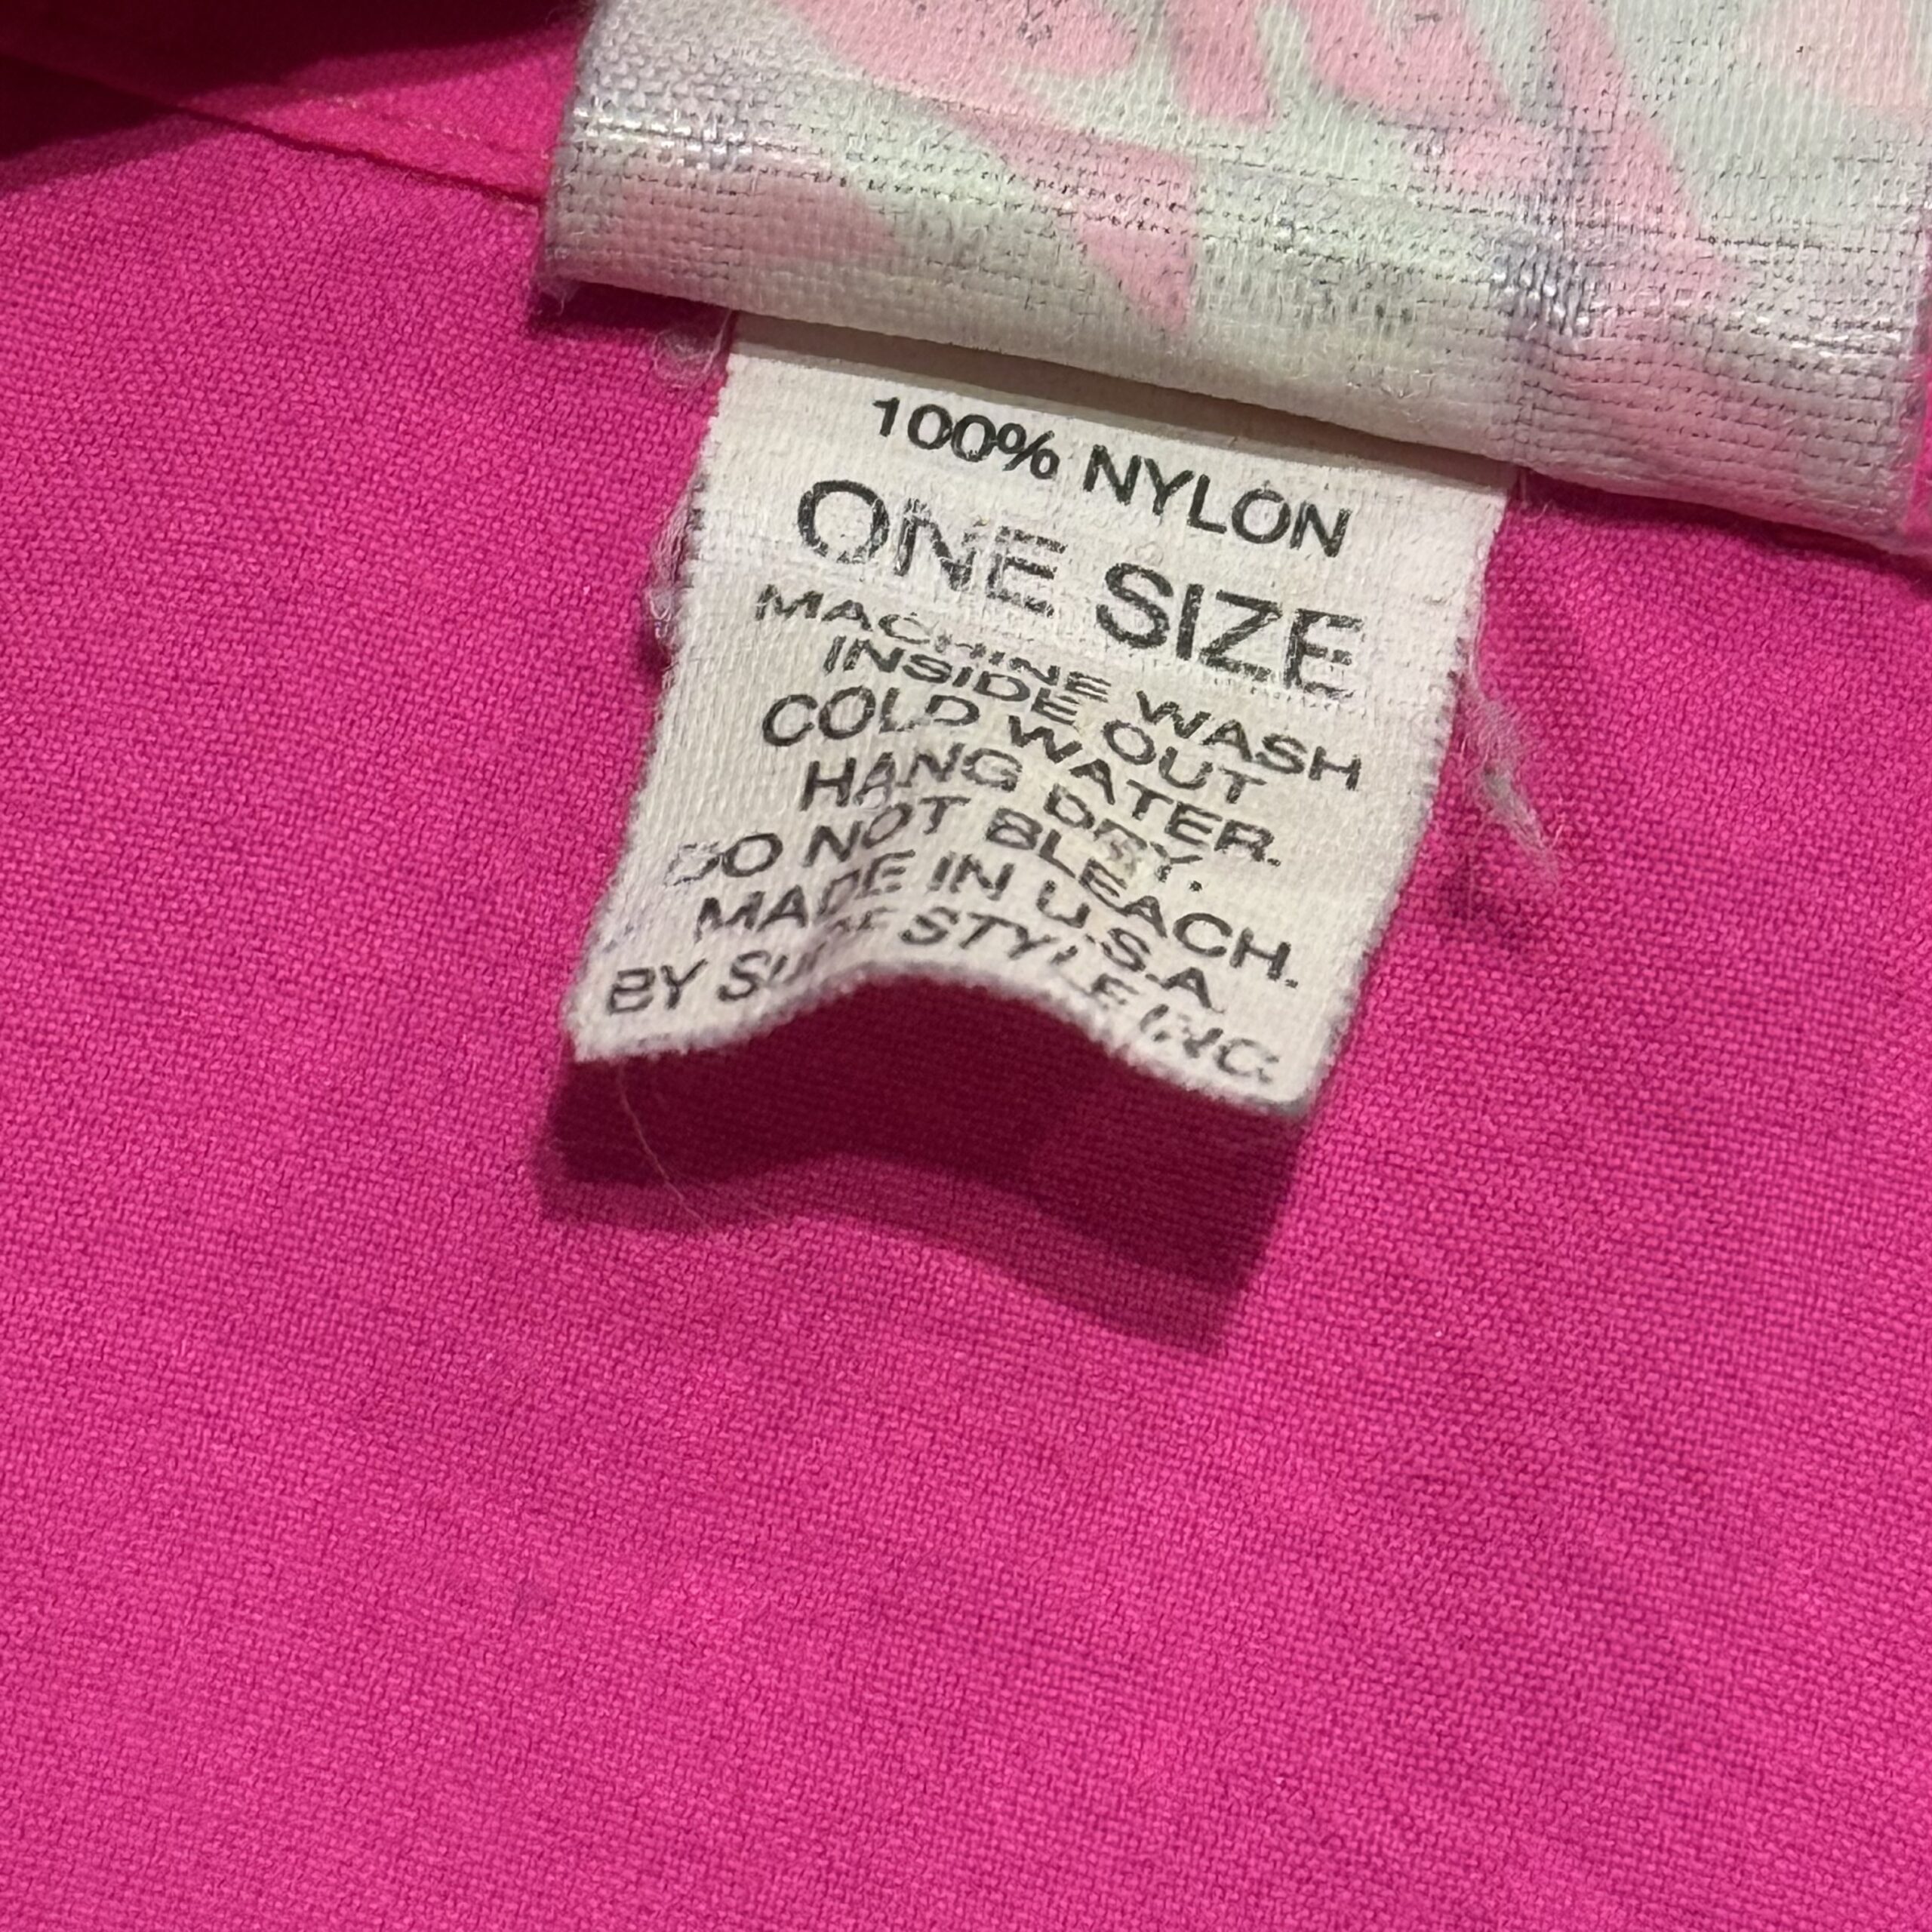 100% NYLON
ONE SIZE
MACHINE WASH
INSIDE OUT
COLD WATER.
HANG DRY.
DO NOT BLEACH.
MADE IN U.S.A.
BY STYLE INC.